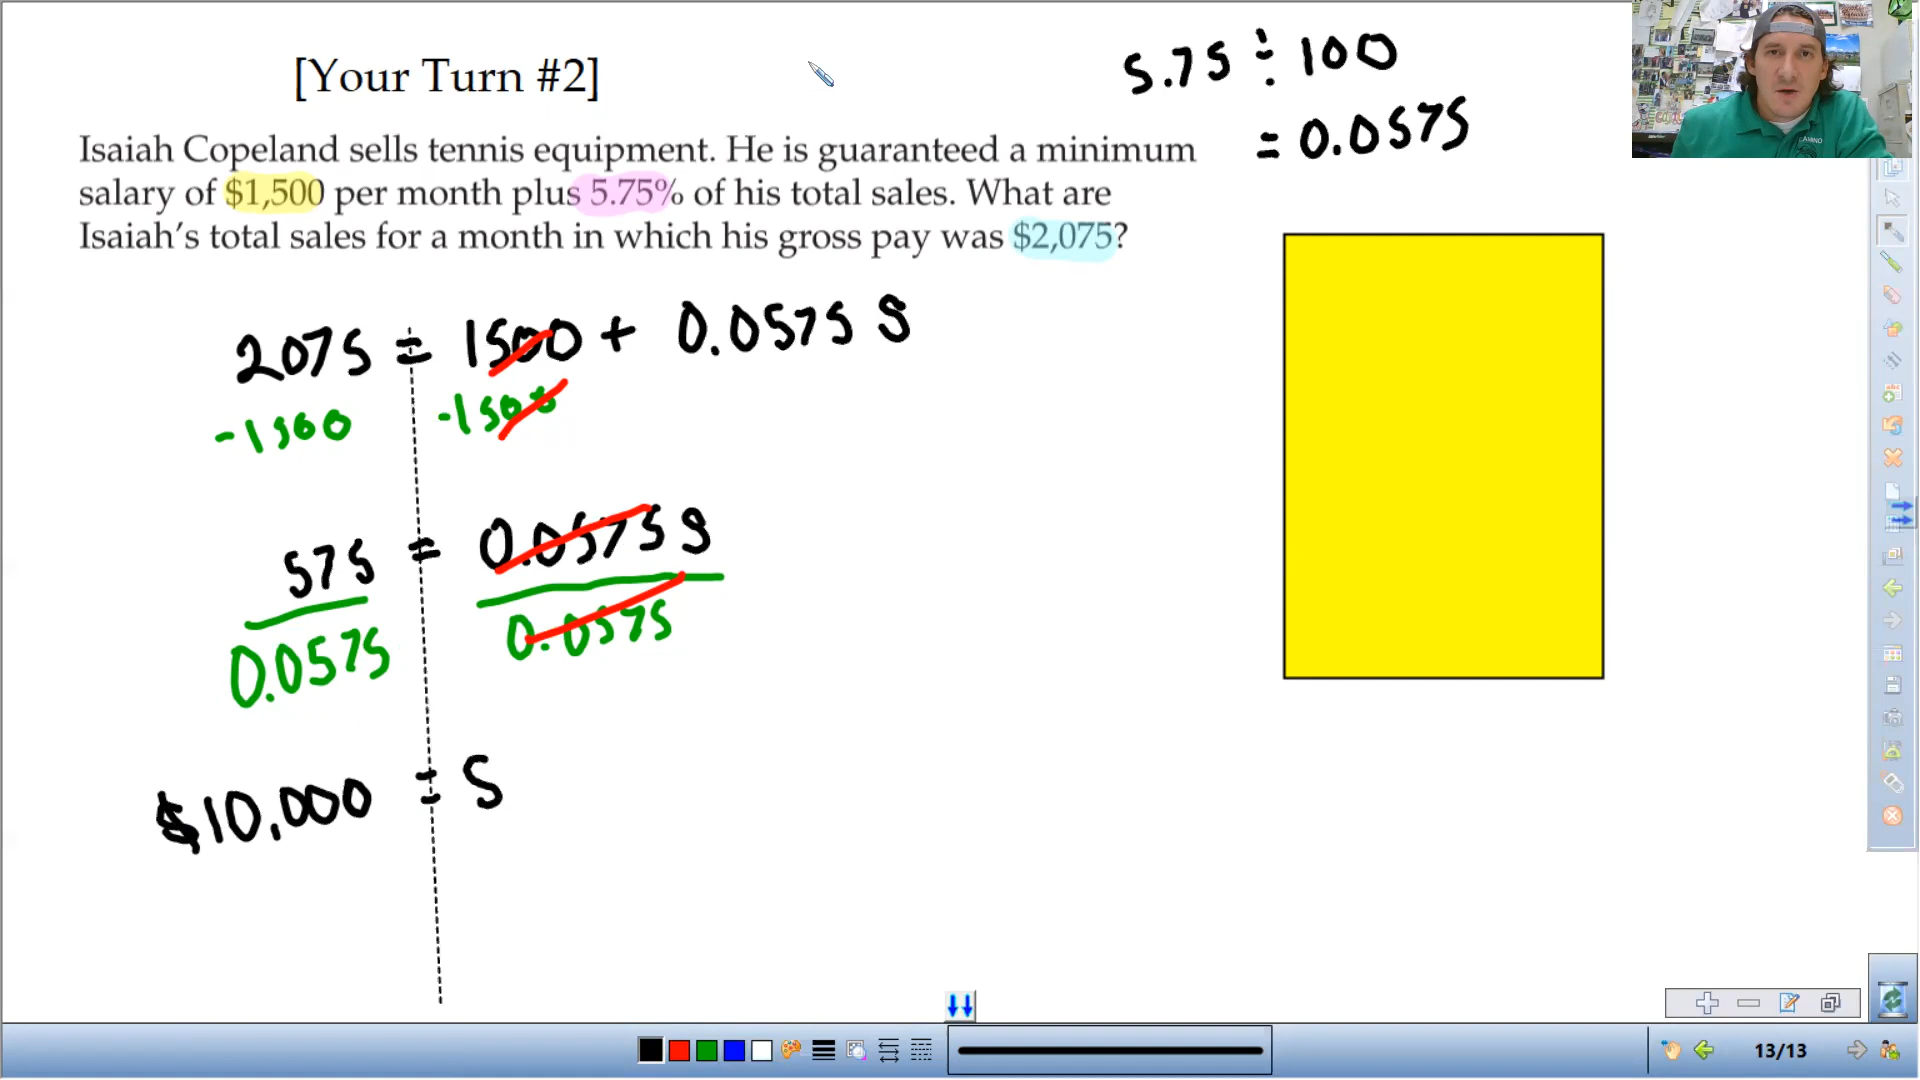 [Your Turn #2]
5.75 ÷ 100
= 0.0575
Isaiah Copeland sells tennis equipment. He is guaranteed a minimum
salary of $1,500 per month plus 5.75% of his total sales. What are
Isaiah's total sales for a month in which his gross pay was $2,075?
2075 = 1500 + 0.0575 S
-1500 -1500
575 = 0.0575 S
0.0575 0.0575
$10,000 = S
13/13